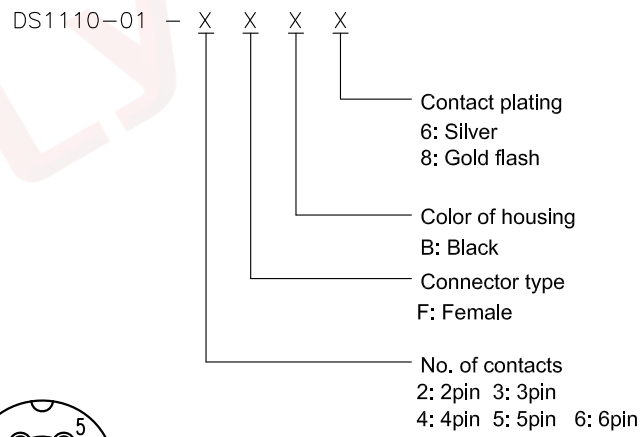 DS1110-01 - X X X X
Contact plating
6: Silver
8: Gold flash
Color of housing
B: Black
Connector type
F: Female
No. of contacts
2: 2pin 3: 3pin
4: 4pin 5: 5pin 6: 6pin
5